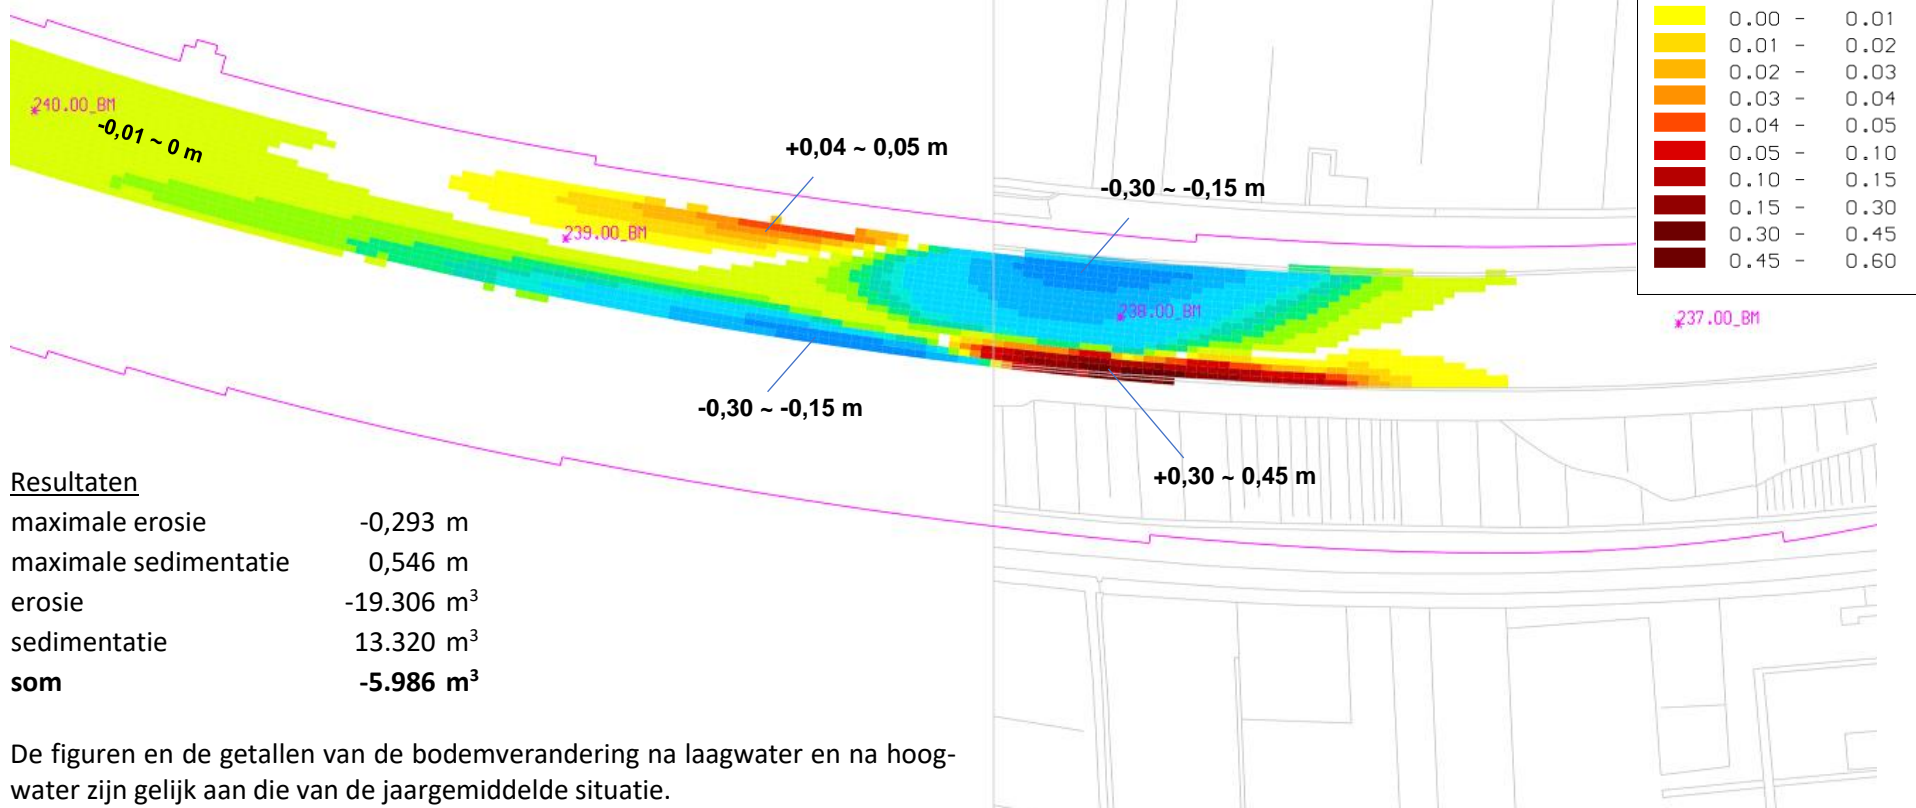 0.00 - 0.01
0.01 - 0.02
0.02 - 0.03
0.03 - 0.04
0.04 - 0.05
0.05 - 0.10
0.10 - 0.15
0.15 - 0.30
0.30 - 0.45
0.45 - 0.60
240.00_BM
-0,01 ~ 0 m
+0,04 ~ 0,05 m
-0,30 ~ -0,15 m
239.00_BM
238.00_BM
237.00_BM
-0,30 ~ -0,15 m
+0,30 ~ 0,45 m
Resultaten
maximale erosie -0,293 m
maximale sedimentatie 0,546 m
erosie -19.306 m³
sedimentatie 13.320 m³
som -5.986 m³
De figuren en de getallen van de bodemverandering na laagwater en na hoog-
water zijn gelijk aan die van de jaargemiddelde situatie.